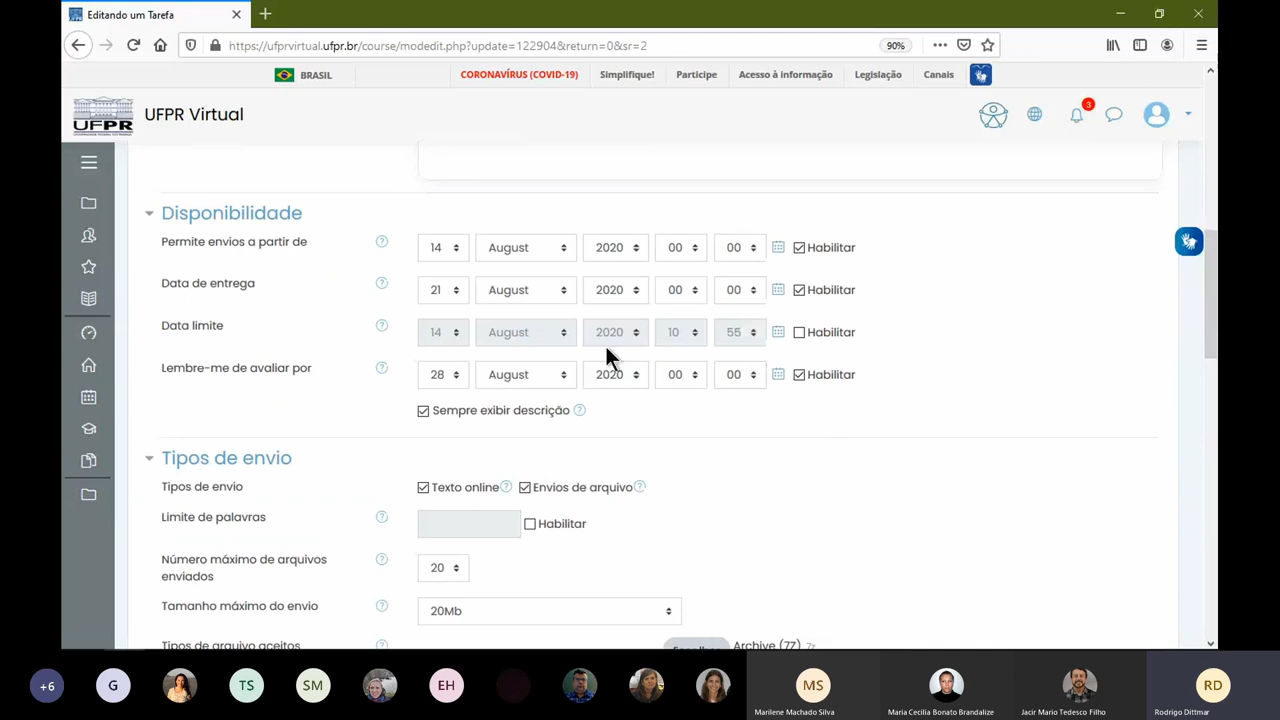 Editando um Tarefa
https://ufprvirtual.ufpr.br/course/modedit.php?update=122904&return=0&sr=2
90%
BRASIL
CORONAVÍRUS (COVID-19)
Simplifique!
Participe
Acesso à informação
Legislação
Canais
UFPR
UFPR Virtual
3
Disponibilidade
Permite envios a partir de
14 August 2020 00 00 Habilitar
Data de entrega
21 August 2020 00 00 Habilitar
Data limite
14 August 2020 10 55 Habilitar
Lembre-me de avaliar por
28 August 2020 00 00 Habilitar
Sempre exibir descrição
Tipos de envio
Tipos de envio
Texto online
Envios de arquivo
Limite de palavras
Habilitar
Número máximo de arquivos
enviados
20
Tamanho máximo do envio
20Mb
Tipos de arquivo aceitos
Archive (7Z) .7z
+6
G
TS
SM
EH
MS
RD
Marilene Machado Silva
Maria Cecilia Bonato Brandalize
Jacir Mario Tedesco Filho
Rodrigo Dittmar